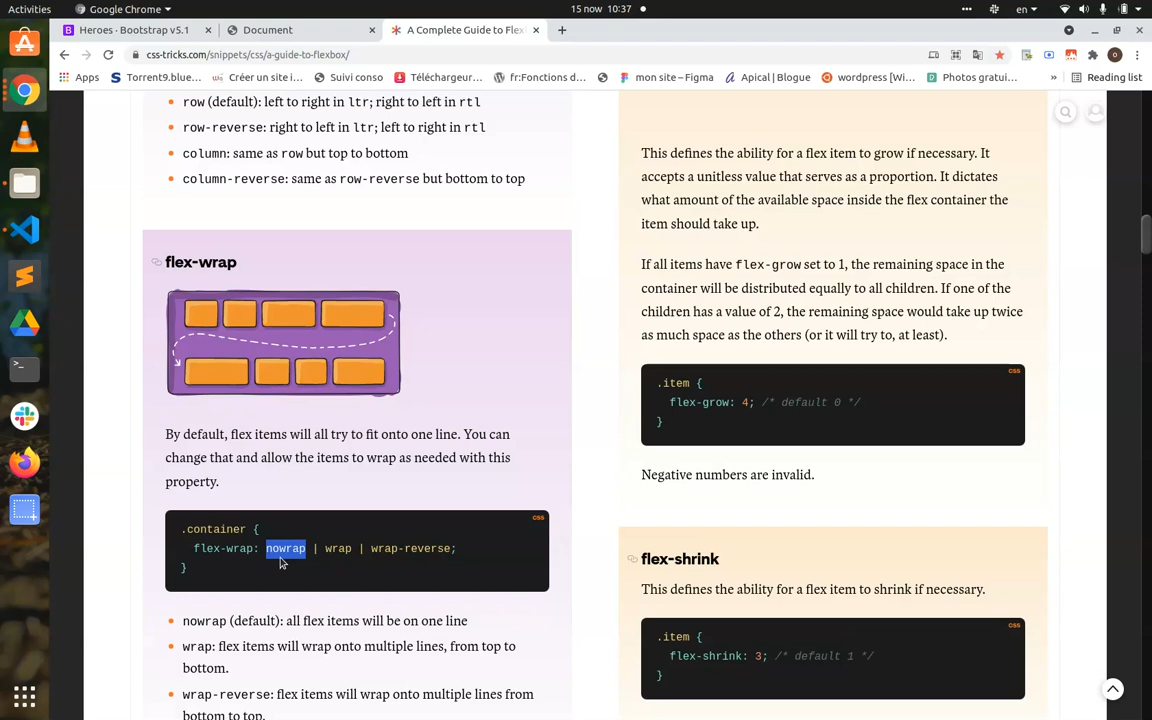 Activities
Google Chrome
15 now 10:37
en
Heroes · Bootstrap v5.1
Document
A Complete Guide to Flex
css-tricks.com/snippets/css/a-guide-to-flexbox/
Apps
Torrent9.blue...
Créer un site i...
Suivi conso
Téléchargeur...
fr:Fonctions d...
mon site – Figma
Apical | Blogue
wordpress [Wi...
Photos gratui...
»
Reading list
row (default): left to right in ltr; right to left in rtl
row-reverse: right to left in ltr; left to right in rtl
column: same as row but top to bottom
column-reverse: same as row-reverse but bottom to top
flex-wrap
By default, flex items will all try to fit onto one line. You can
change that and allow the items to wrap as needed with this
property.
css
.container {
flex-wrap: nowrap | wrap | wrap-reverse;
}
nowrap (default): all flex items will be on one line
wrap: flex items will wrap onto multiple lines, from top to
bottom.
wrap-reverse: flex items will wrap onto multiple lines from
bottom to top.
This defines the ability for a flex item to grow if necessary. It
accepts a unitless value that serves as a proportion. It dictates
what amount of the available space inside the flex container the
item should take up.
If all items have flex-grow set to 1, the remaining space in the
container will be distributed equally to all children. If one of the
children has a value of 2, the remaining space would take up twice
as much space as the others (or it will try to, at least).
css
.item {
flex-grow: 4; /* default 0 */
}
Negative numbers are invalid.
flex-shrink
This defines the ability for a flex item to shrink if necessary.
css
.item {
flex-shrink: 3; /* default 1 */
}